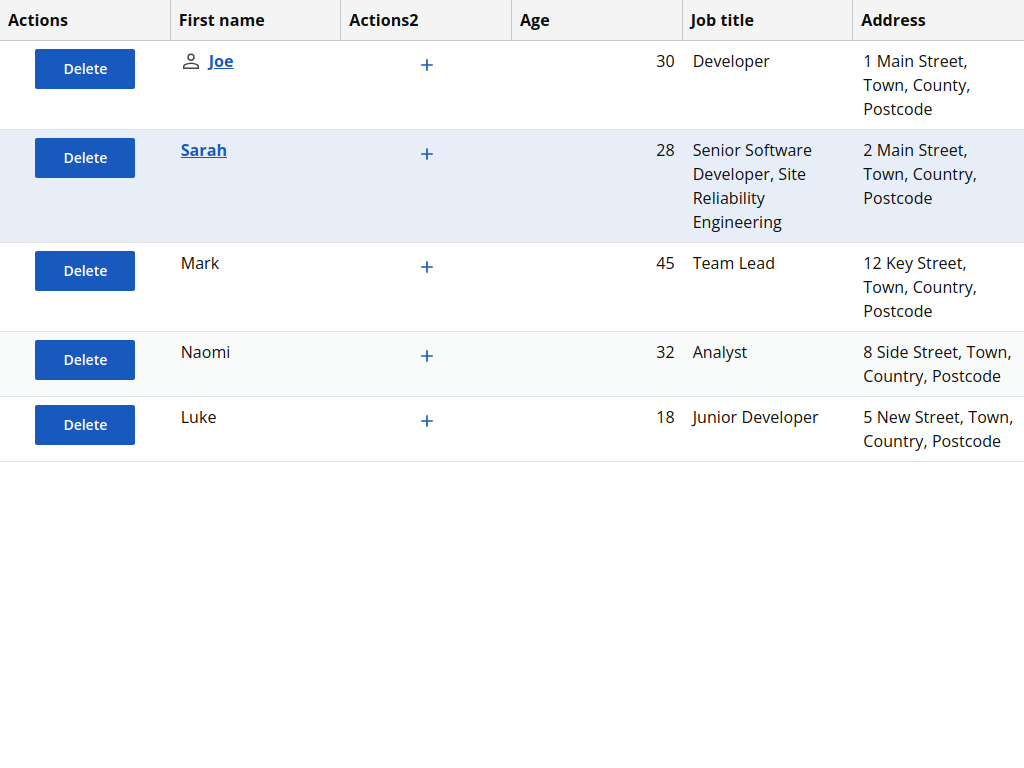 Actions First name Actions2 Age Job title Address
Delete Joe + 30 Developer 1 Main Street,
Town, County,
Postcode
Delete Sarah + 28 Senior Software 2 Main Street,
Developer, Site Town, Country,
Reliability Postcode
Engineering
Delete Mark + 45 Team Lead 12 Key Street,
Town, Country,
Postcode
Delete Naomi + 32 Analyst 8 Side Street, Town,
Country, Postcode
Delete Luke + 18 Junior Developer 5 New Street, Town,
Country, Postcode